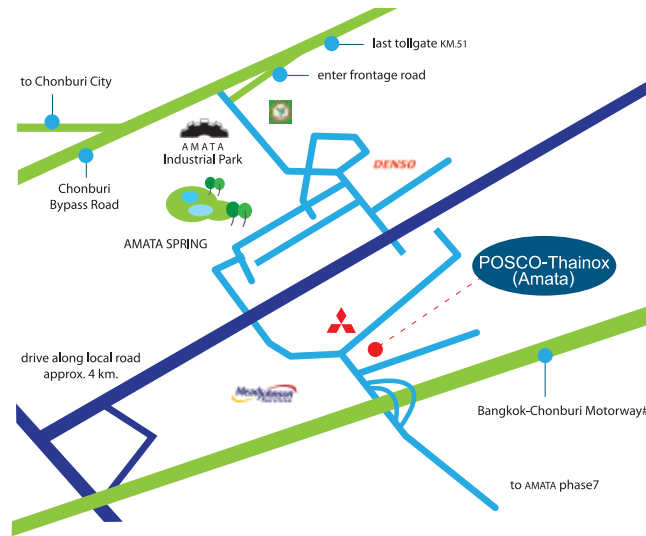 last tollgate KM.51
to Chonburi City
enter frontage road
AMATA
Industrial Park
DENSO
Chonburi
Bypass Road
AMATA SPRING
POSCO-Thainox
(Amata)
drive along local road
approx. 4 km.
MeadJohnson
Bangkok-Chonburi Motorway#
to AMATA phase7